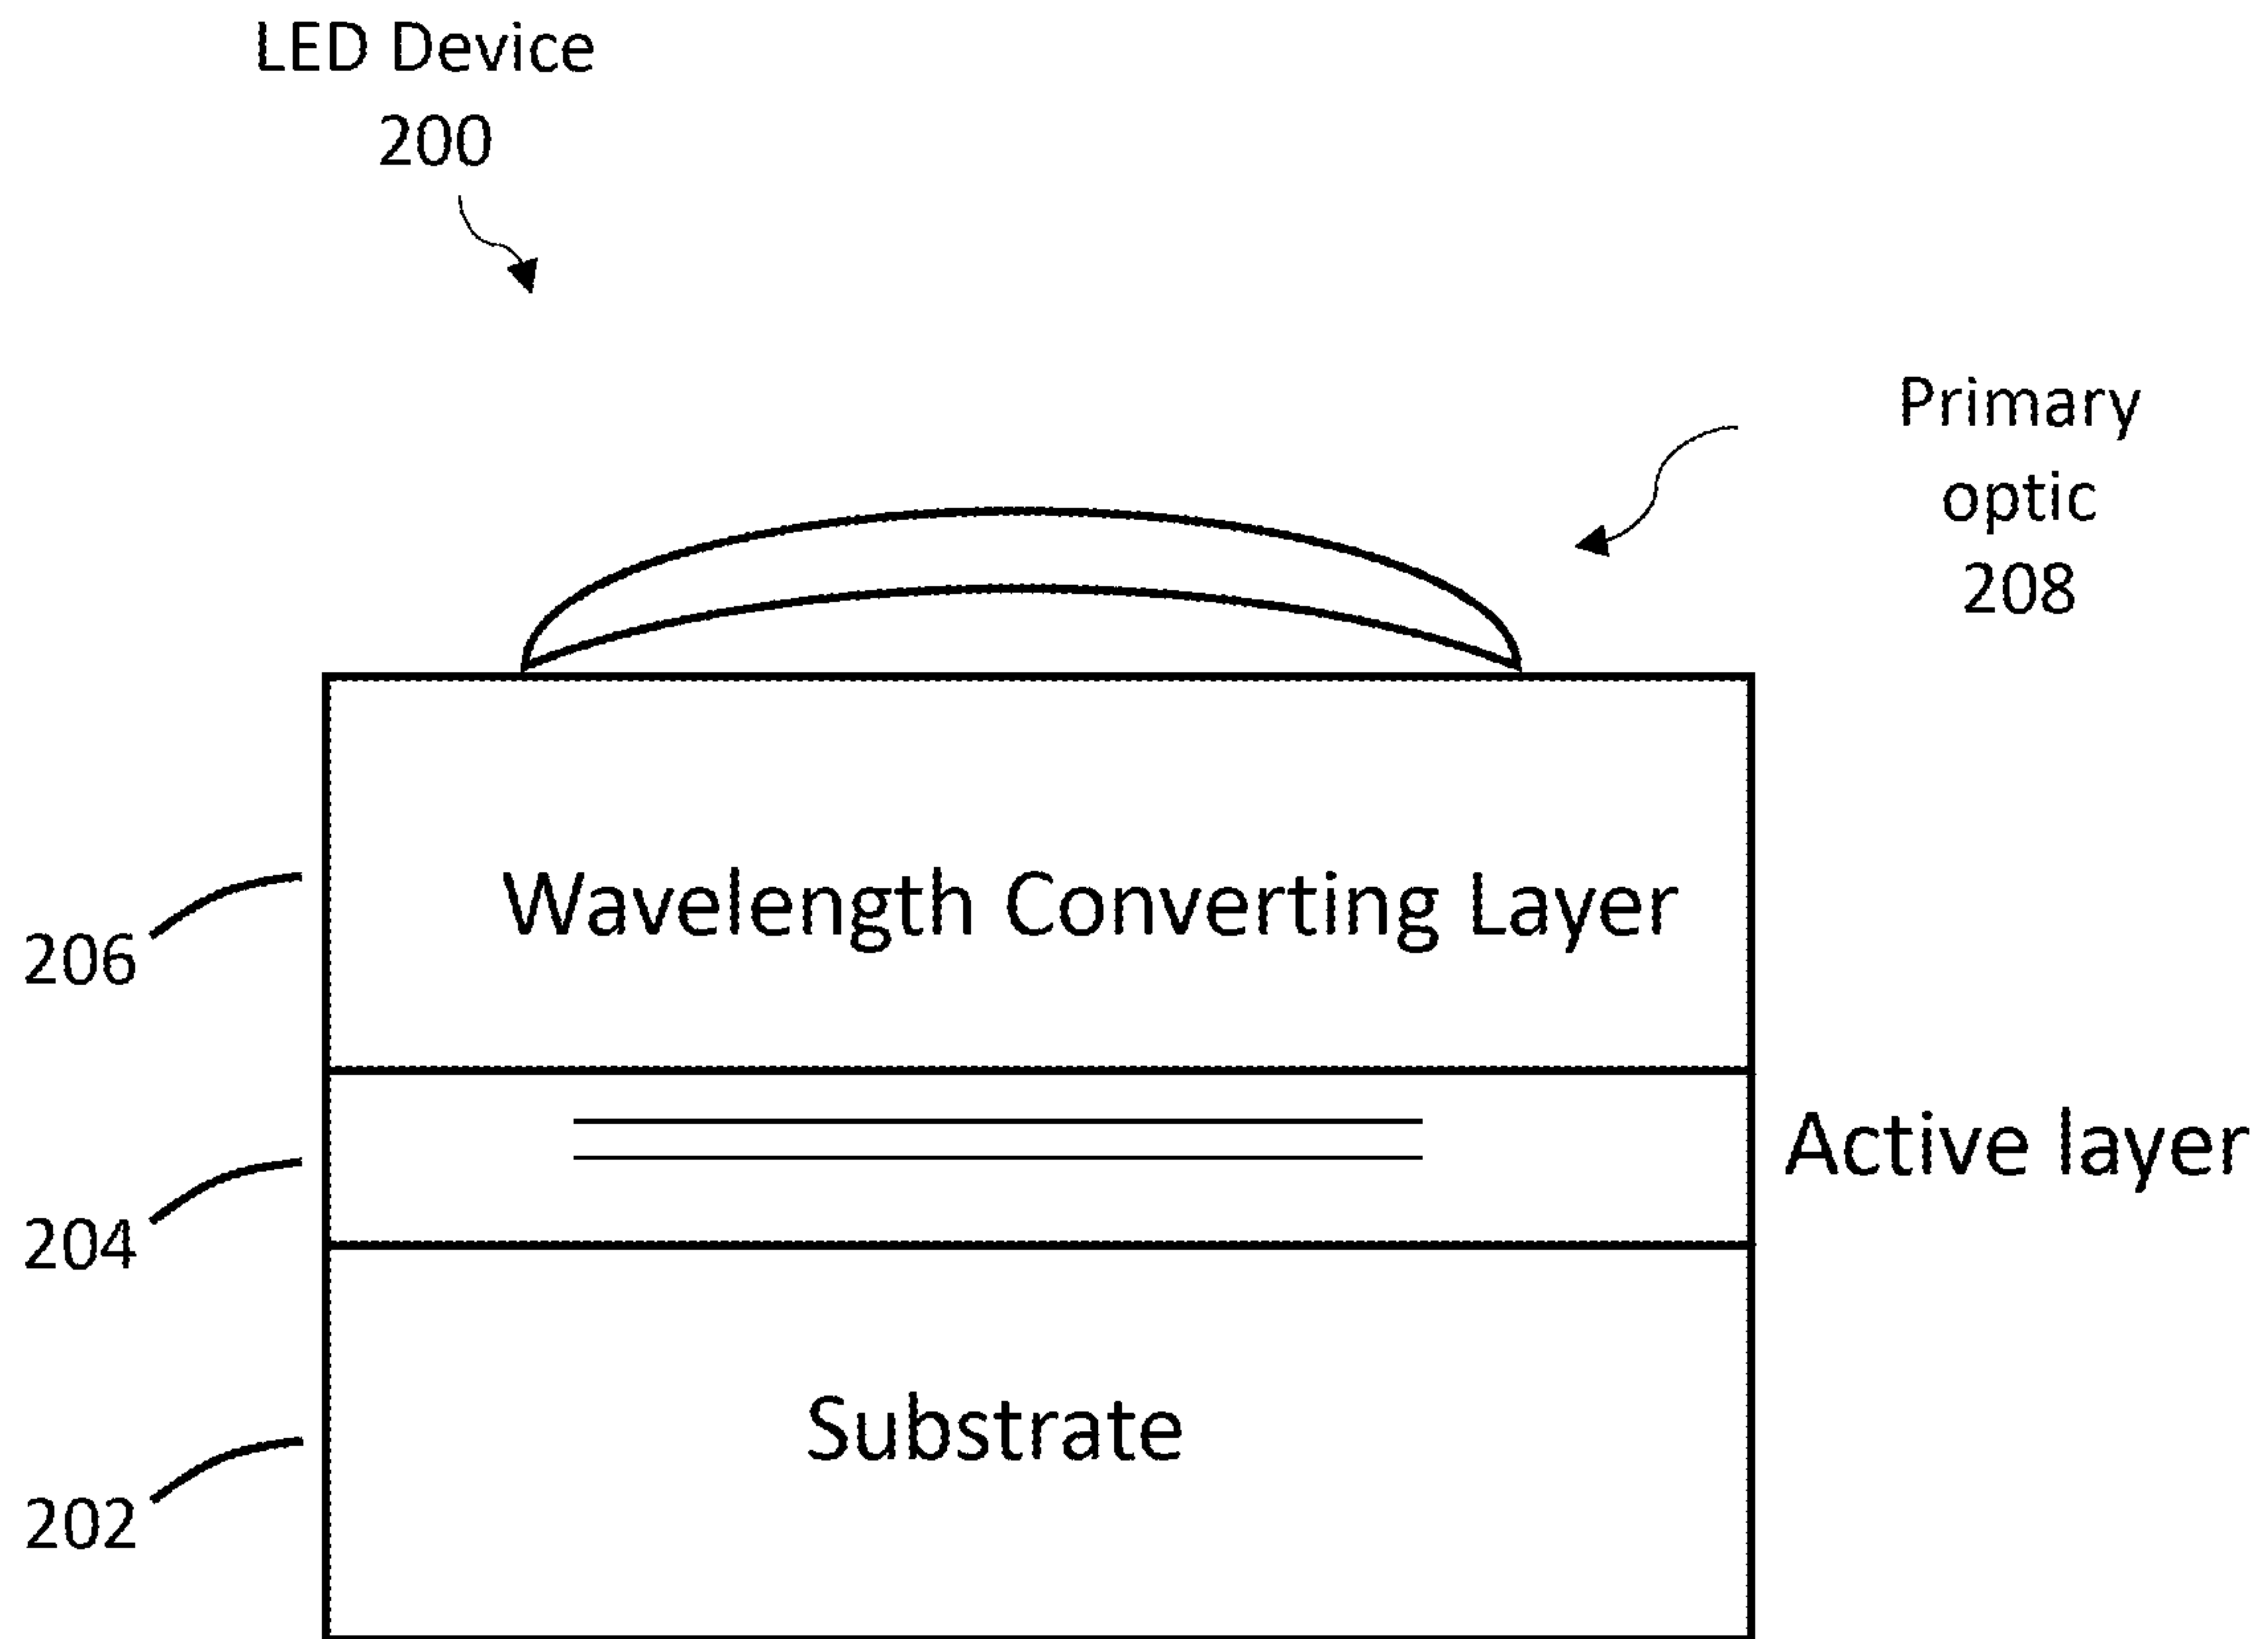 LED Device
200
Primary
optic
208
Wavelength Converting Layer
206
Active layer
204
Substrate
202